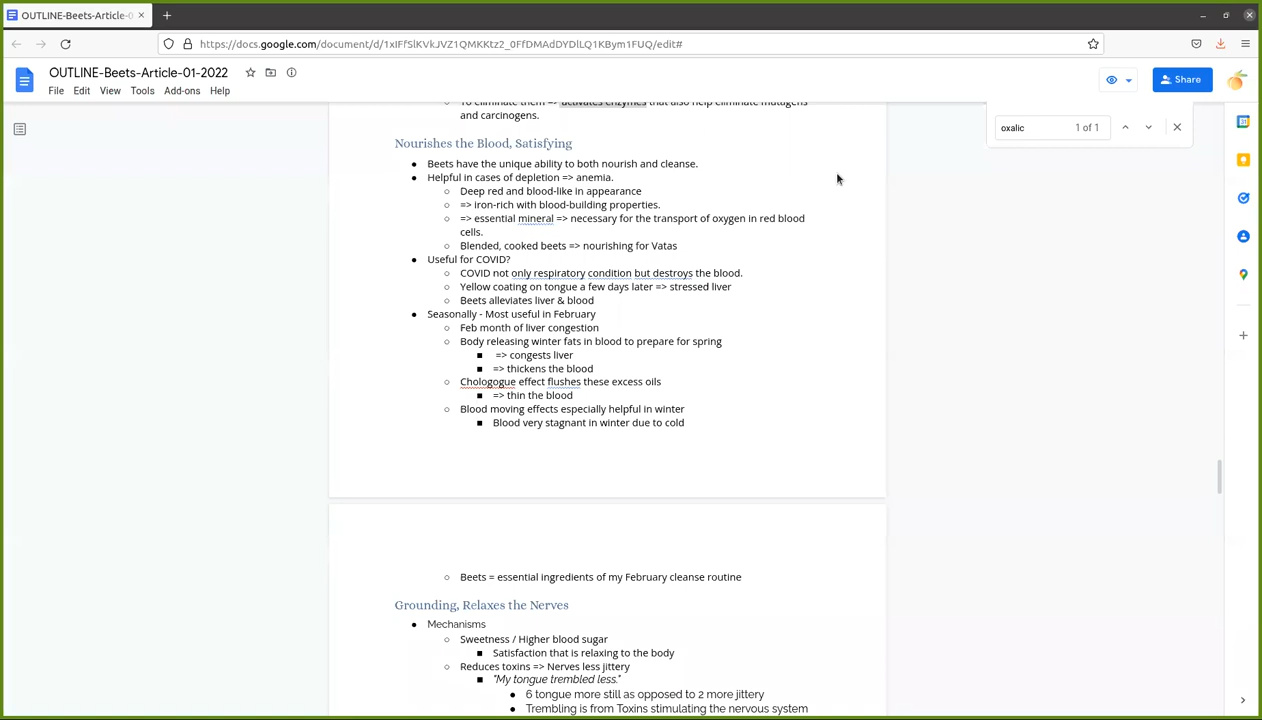 OUTLINE-Beets-Article-0
https://docs.google.com/document/d/1xIFfSlKVkJVZ1QMKKtz2_0FfDMAdDYDlLQ1KBym1FUQ/edit#
OUTLINE-Beets-Article-01-2022
File Edit View Tools Add-ons Help
Share
oxalic 1 of 1
To eliminate them => activates enzymes that also help eliminate mutagens
and carcinogens.
Nourishes the Blood, Satisfying
Beets have the unique ability to both nourish and cleanse.
Helpful in cases of depletion => anemia.
Deep red and blood-like in appearance
=> iron-rich with blood-building properties.
=> essential mineral => necessary for the transport of oxygen in red blood
cells.
Blended, cooked beets => nourishing for Vatas
Useful for COVID?
COVID not only respiratory condition but destroys the blood.
Yellow coating on tongue a few days later => stressed liver
Beets alleviates liver & blood
Seasonally - Most useful in February
Feb month of liver congestion
Body releasing winter fats in blood to prepare for spring
=> congests liver
=> thickens the blood
Chologogue effect flushes these excess oils
=> thin the blood
Blood moving effects especially helpful in winter
Blood very stagnant in winter due to cold
Beets = essential ingredients of my February cleanse routine
Grounding, Relaxes the Nerves
Mechanisms
Sweetness / Higher blood sugar
Satisfaction that is relaxing to the body
Reduces toxins => Nerves less jittery
"My tongue trembled less."
6 tongue more still as opposed to 2 more jittery
Trembling is from Toxins stimulating the nervous system